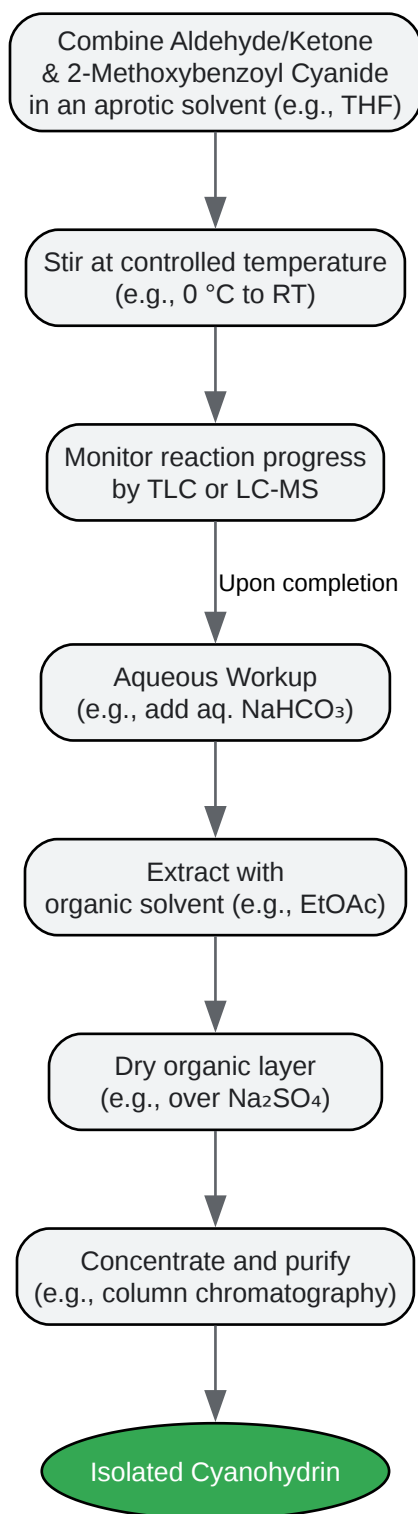 Combine Aldehyde/Ketone
& 2-Methoxybenzoyl Cyanide
in an aprotic solvent (e.g., THF)
Stir at controlled temperature
(e.g., 0 °C to RT)
Monitor reaction progress
by TLC or LC-MS
Upon completion
Aqueous Workup
(e.g., add aq. NaHCO₃)
Extract with
organic solvent (e.g., EtOAc)
Dry organic layer
(e.g., over Na₂SO₄)
Concentrate and purify
(e.g., column chromatography)
Isolated Cyanohydrin